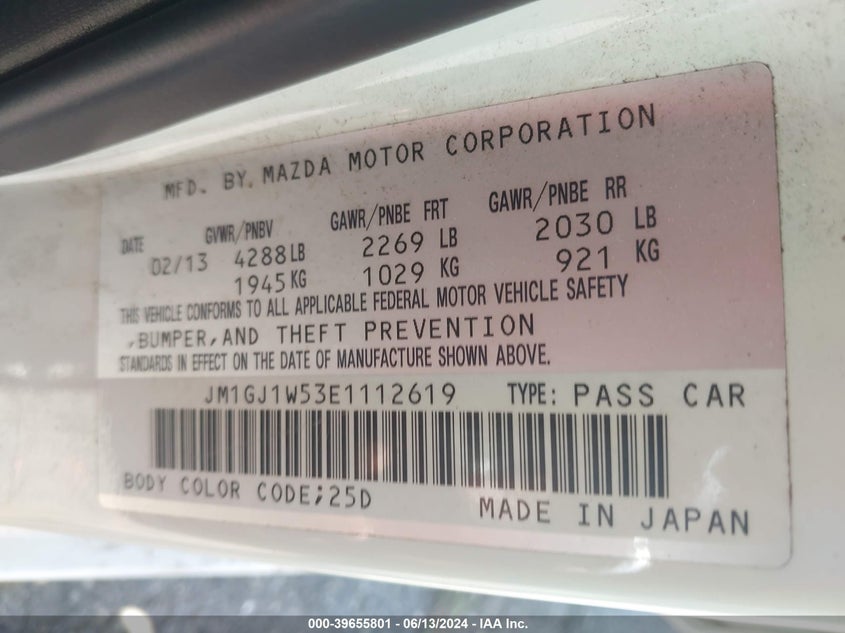 MFD. BY. MAZDA MOTOR CORPORATION
DATE GVWR/PNBV GAWR/PNBE FRT GAWR/PNBE RR
02/13 4288LB 2269 LB 2030 LB
1945KG 1029 KG 921 KG
THIS VEHICLE CONFORMS TO ALL APPLICABLE FEDERAL MOTOR VEHICLE SAFETY
,BUMPER,AND THEFT PREVENTION
STANDARDS IN EFFECT ON THE DATE OF MANUFACTURE SHOWN ABOVE.
JM1GJ1W53E1112619 TYPE: PASS CAR
BODY COLOR CODE;25D
MADE IN JAPAN
000-39655801 - 06/13/2024 - IAA Inc.